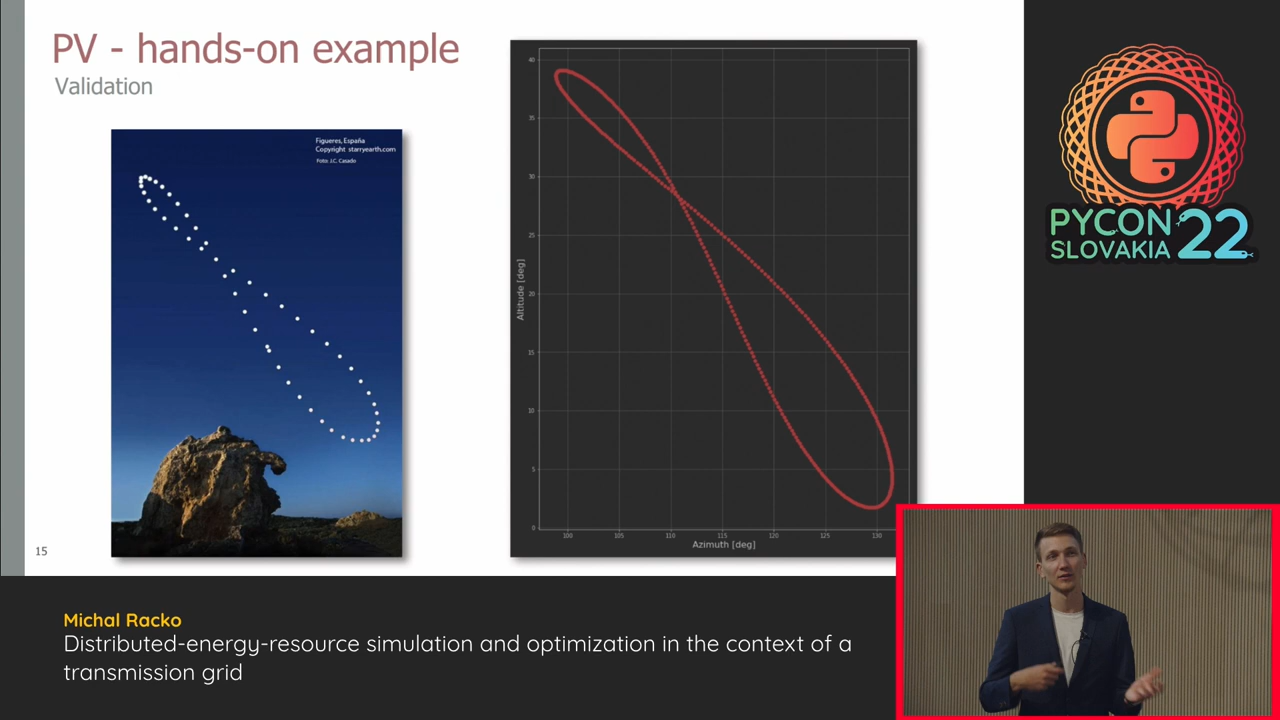 PV - hands-on example
Validation
Figueres, España
Copyright starryearth.com
Foto: J.C. Casado
40
35
30
25
20
15
10
5
0
Altitude [deg]
100 105 110 115 120 125 130
Azimuth [deg]
15
PYCON
SLOVAKIA
22
Michal Racko
Distributed-energy-resource simulation and optimization in the context of a
transmission grid